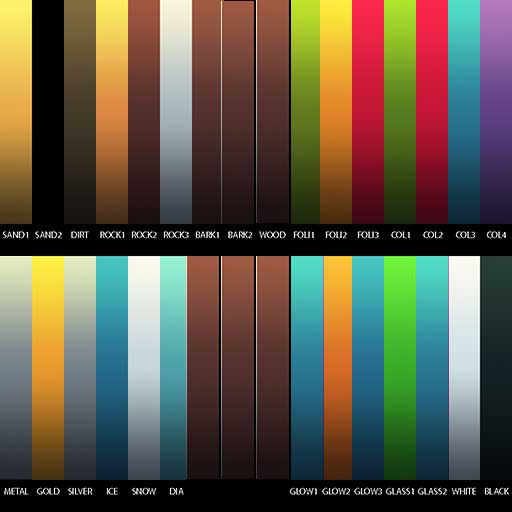 SAND1 SAND2 DIRT ROCK1 ROCK2 ROCK3 BARK1 BARK2 WOOD FOLI1 FOLI2 FOLI3 COL1 COL2 COL3 COL4
METAL GOLD SILVER ICE SNOW DIA GLOW1 GLOW2 GLOW3 GLASS1 GLASS2 WHITE BLACK